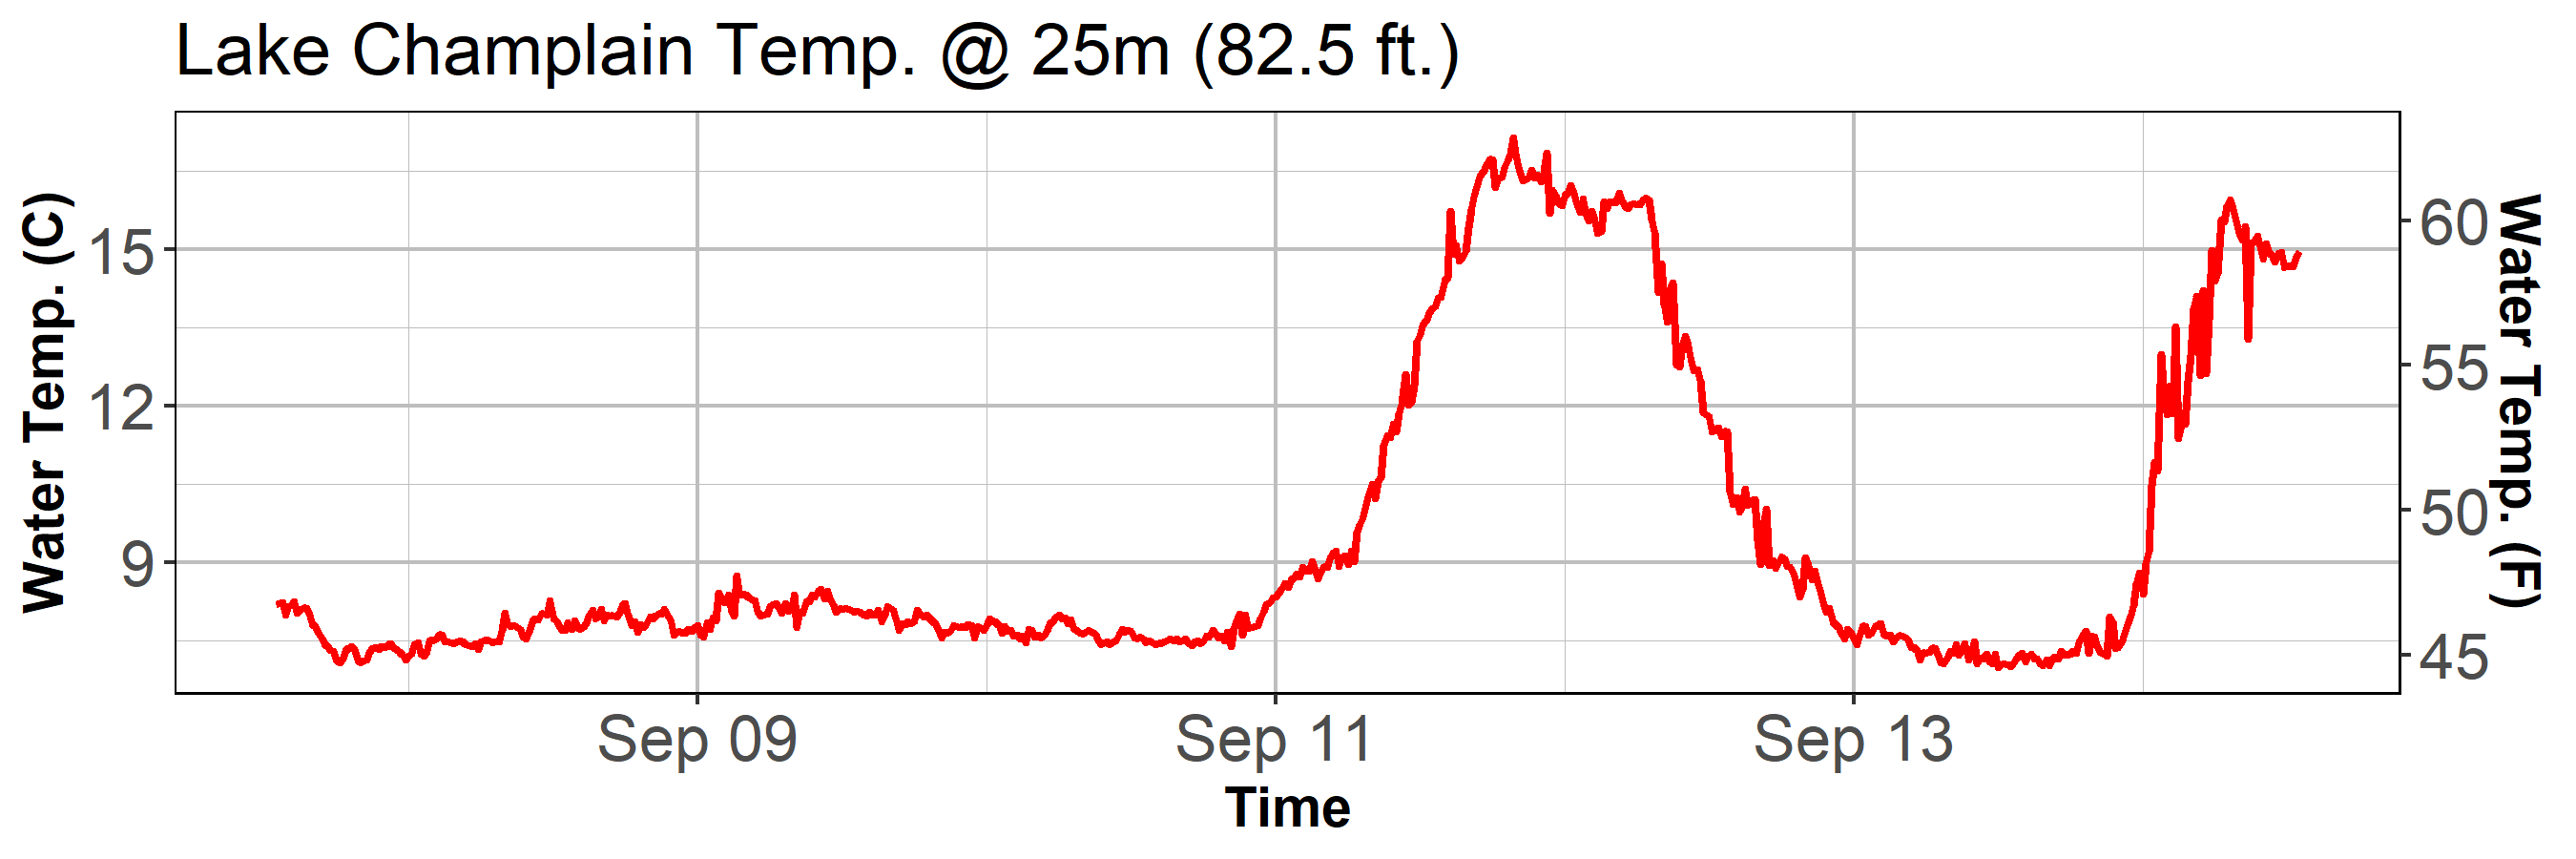 Lake Champlain Temp. @ 25m (82.5 ft.)
Water Temp. (C)
15
12
9
60
55
50
45
Water Temp. (F)
Sep 09
Sep 11
Sep 13
Time